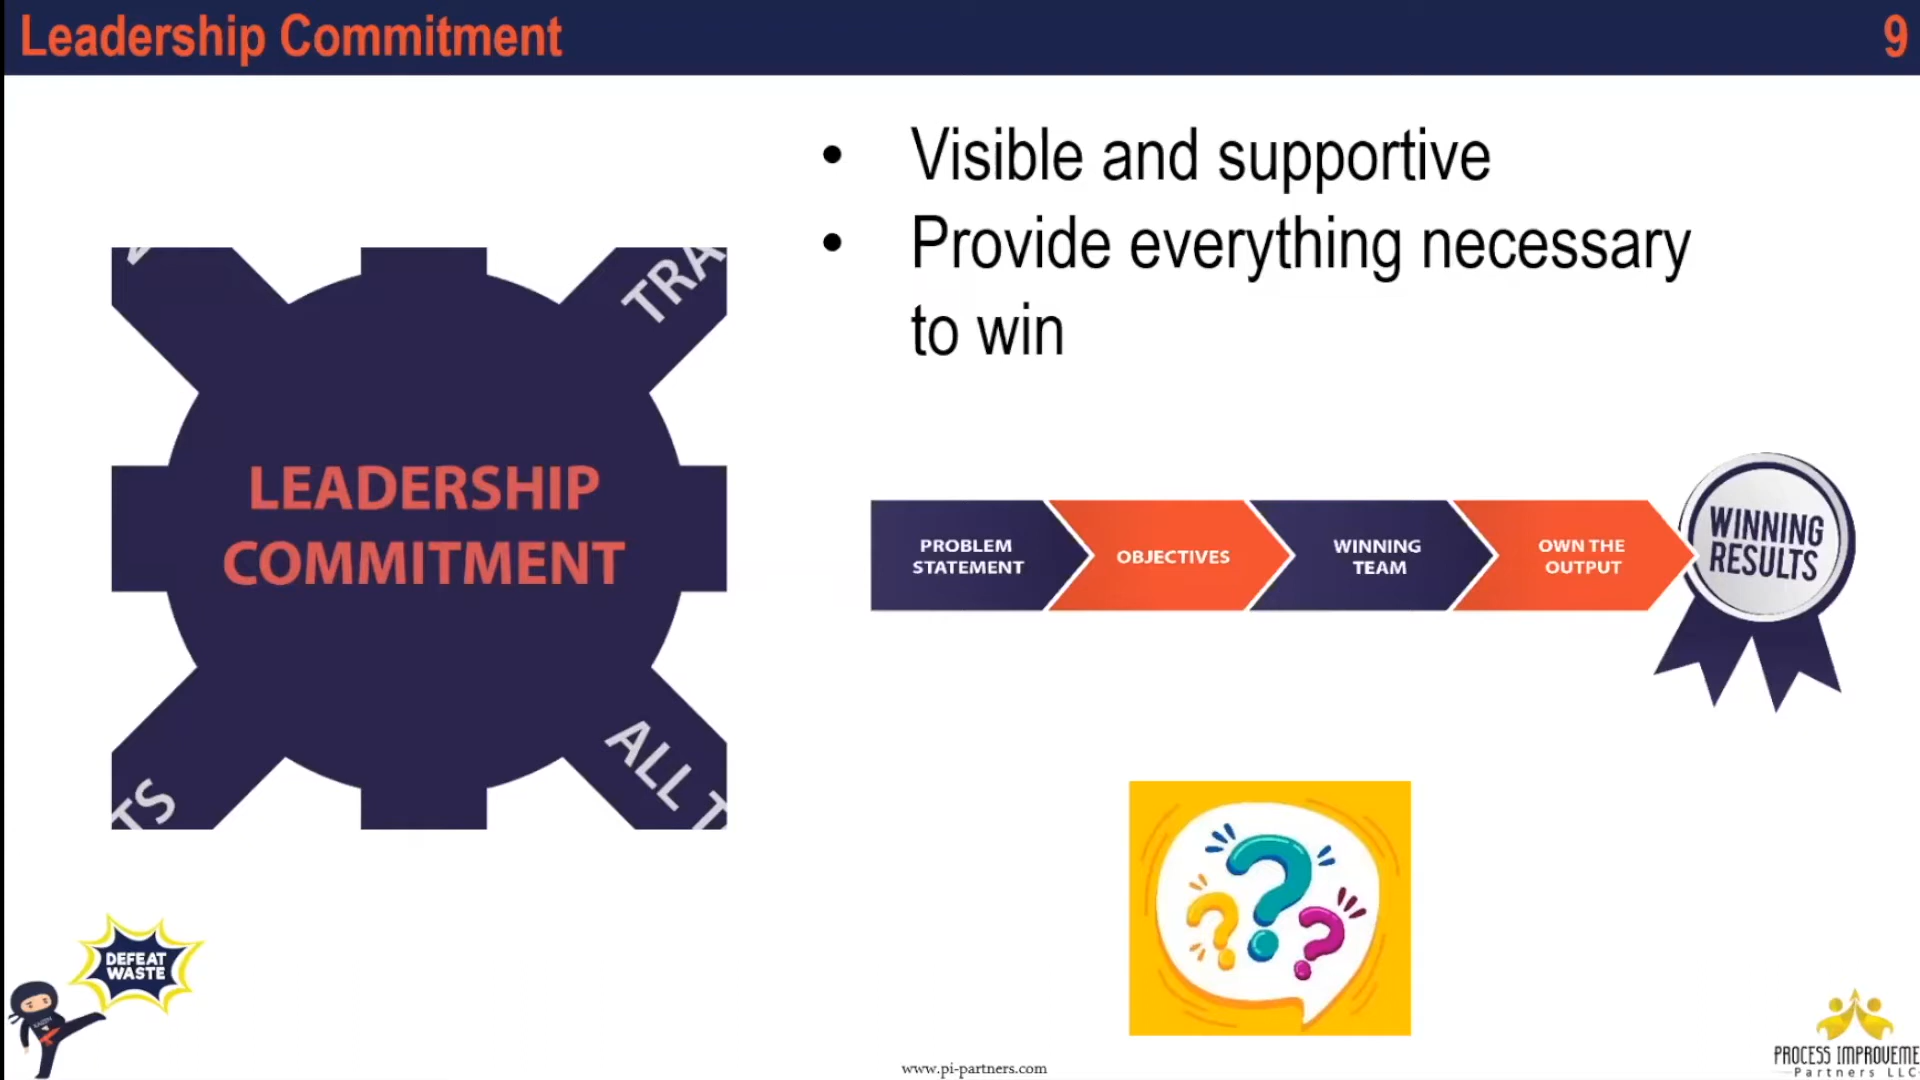 Leadership Commitment
9
• Visible and supportive
• Provide everything necessary
to win
TRA
LEADERSHIP
COMMITMENT
TS
ALL T
PROBLEM
STATEMENT
OBJECTIVES
WINNING
TEAM
OWN THE
OUTPUT
WINNING
RESULTS
DEFEAT
WASTE
www.pi-partners.com
PROCESS IMPROVEME
Partners LLC